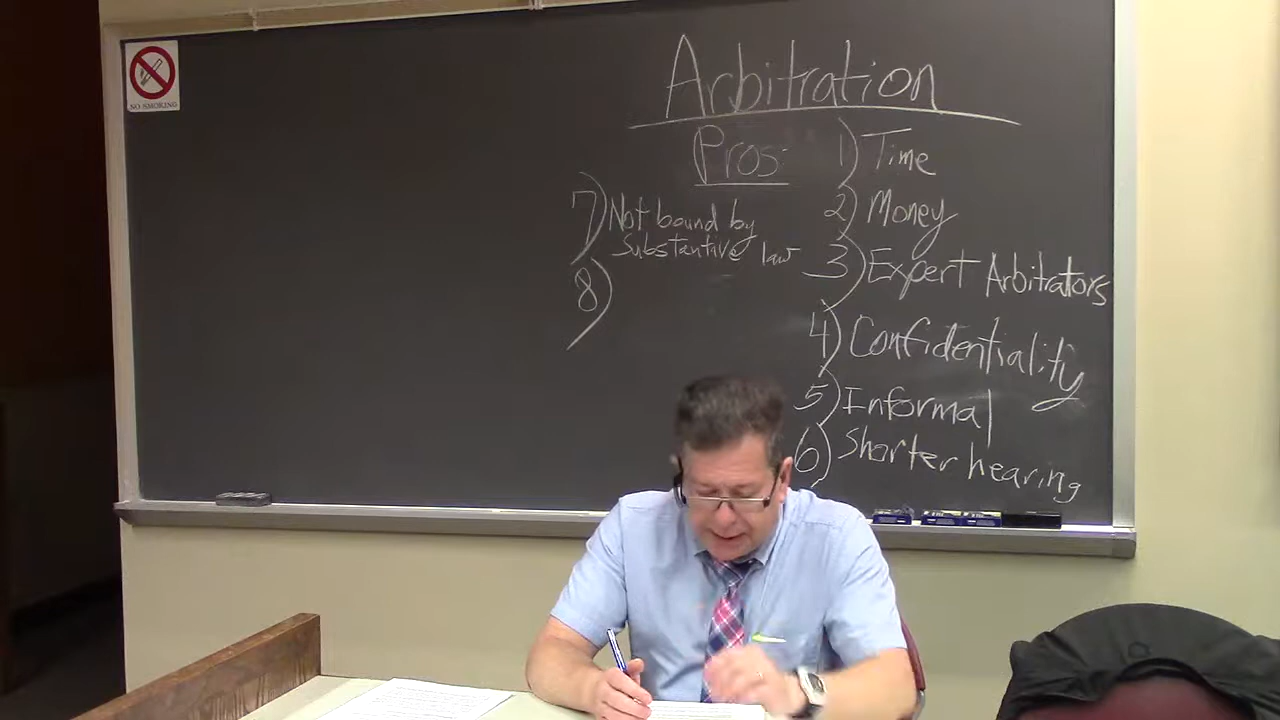 NO SMOKING
Arbitration
Pros:
1) Time
2) Money
3) Expert Arbitrators
4) Confidentiality
5) Informal
6) Shorter hearing
7) Not bound by
Substantive law
8)